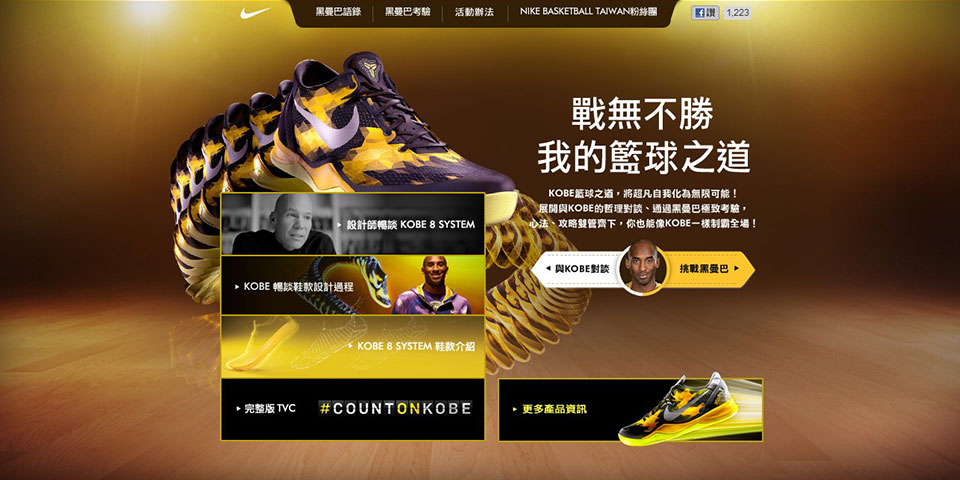 黑曼巴語錄
黑曼巴考驗
活動辦法
NIKE BASKETBALL TAIWAN粉絲團
讚
1,223
戰無不勝
我的籃球之道
KOBE籃球之道，將超凡自我化為無限可能！
展開與KOBE的哲理對談、通過黑曼巴極致考驗，
心法、攻略雙管齊下，你也能像KOBE一樣制霸全場！
與KOBE對談
挑戰黑曼巴
設計師暢談 KOBE 8 SYSTEM
KOBE 暢談鞋款設計過程
KOBE 8 SYSTEM 鞋款介紹
完整版 TVC
#COUNTONKOBE
更多產品資訊